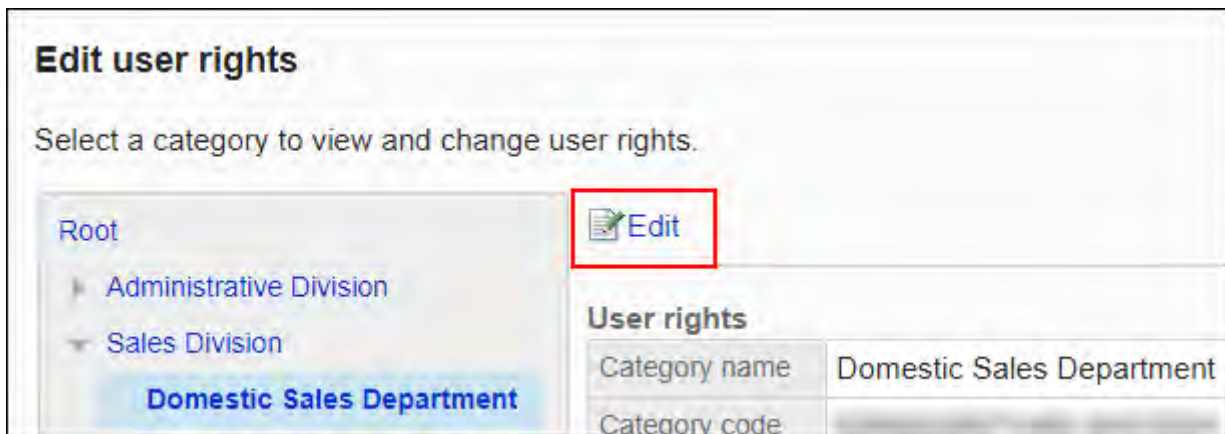 Edit user rights
Select a category to view and change user rights.
Root
Administrative Division
Sales Division
Domestic Sales Department
Edit
User rights
Category name Domestic Sales Department
Category code